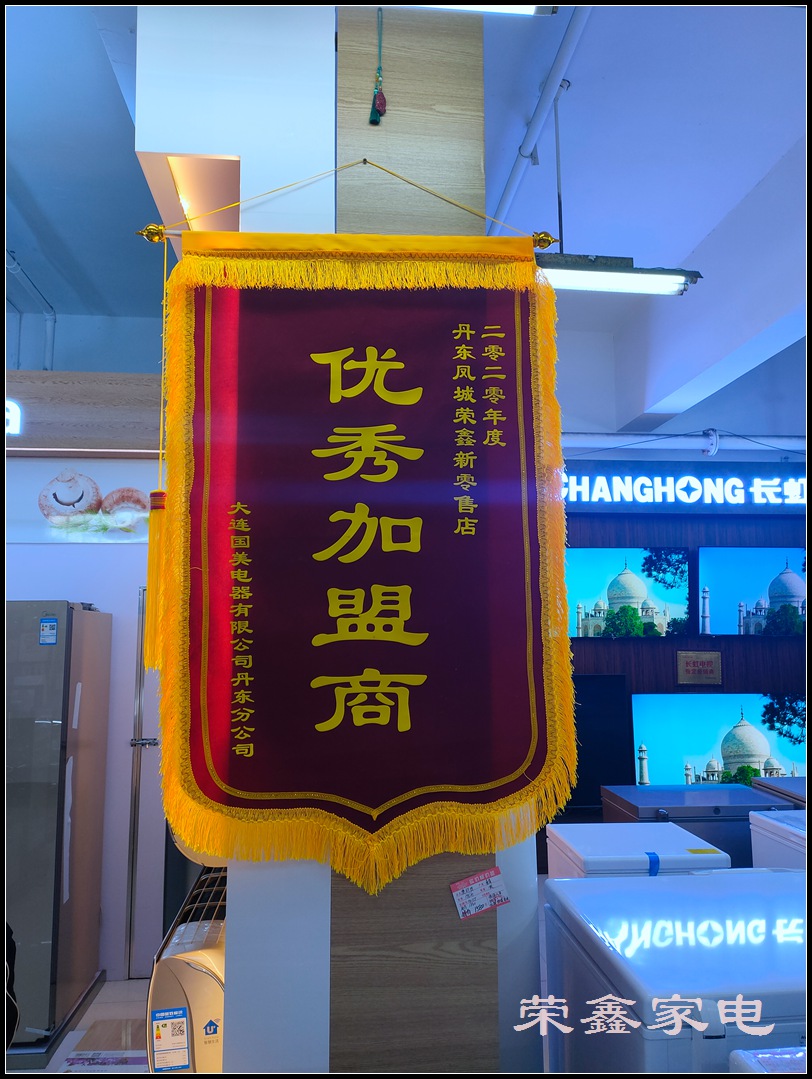 二零二零年度
丹东凤城荣鑫新零售店
优秀加盟商
大连国美电器有限公司丹东分公司
CHANGHONG 长虹
荣鑫家电